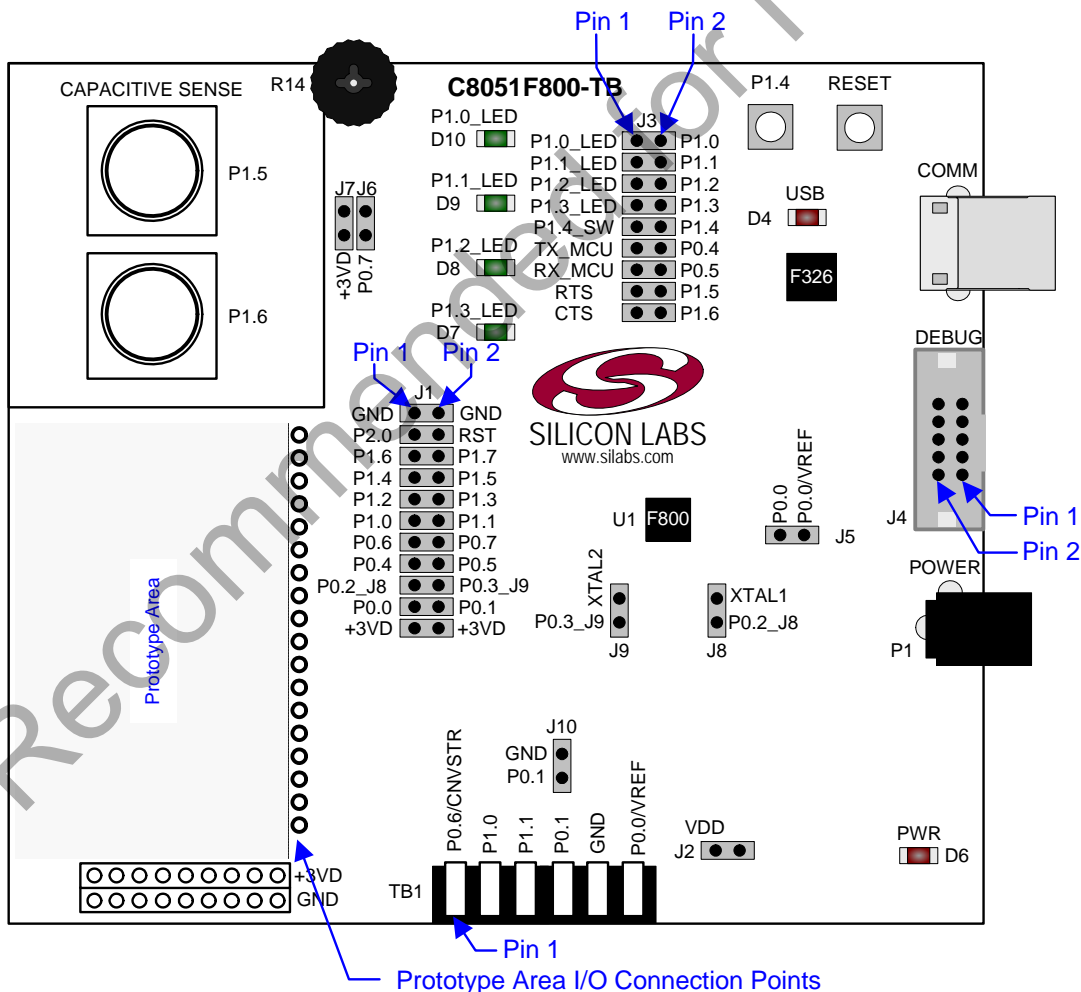 Pin 1 Pin 2
Recommended for
CAPACITIVE SENSE
R14
C8051F800-TB
P1.4 RESET
P1.5
P1.6
J7 J6
+3VD
P0.7
P1.0_LED
D10
P1.1_LED
D9
P1.2_LED
D8
P1.3_LED
D7
J3
P1.0_LED P1.0
P1.1_LED P1.1
P1.2_LED P1.2
P1.3_LED P1.3
P1.4_SW P1.4
TX_MCU P0.4
RX_MCU P0.5
RTS P1.5
CTS P1.6
USB
D4
F326
COMM
DEBUG
J4
Pin 1
Pin 2
Pin 1 Pin 2
J1
GND GND
P2.0 RST
P1.6 P1.7
P1.4 P1.5
P1.2 P1.3
P1.0 P1.1
P0.6 P0.7
P0.4 P0.5
P0.2_J8 P0.3_J9
P0.0 P0.1
+3VD +3VD
SILICON LABS
www.silabs.com
U1 F800
P0.0
P0.0/VREF
J5
POWER
P1
XTAL2
P0.3_J9
J9
XTAL1
P0.2_J8
J8
Prototype Area
J10
GND
P0.1
P0.6/CNVSTR
P1.0
P1.1
P0.1
GND
P0.0/VREF
TB1
VDD
J2
PWR
D6
+3VD
GND
Pin 1
Prototype Area I/O Connection Points